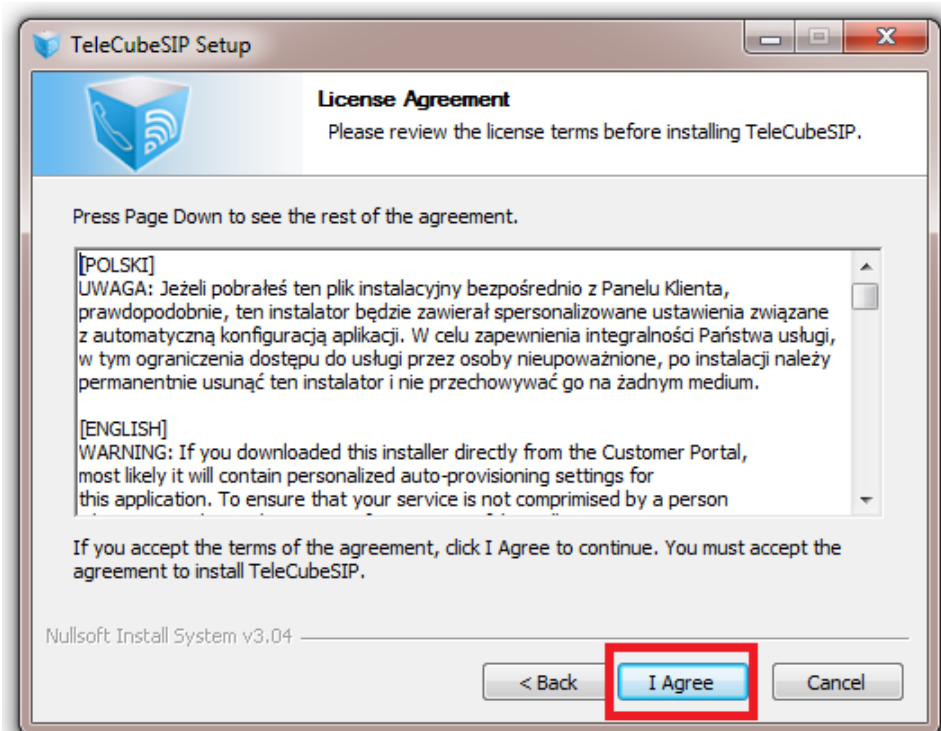 TeleCubeSIP Setup
License Agreement
Please review the license terms before installing TeleCubeSIP.
Press Page Down to see the rest of the agreement.
[POLSKI]
UWAGA: Jeżeli pobrałeś ten plik instalacyjny bezpośrednio z Panelu Klienta,
prawdopodobnie, ten instalator będzie zawierał spersonalizowane ustawienia związane
z automatyczną konfiguracją aplikacji. W celu zapewnienia integralności Państwa usługi,
w tym ograniczenia dostępu do usługi przez osoby nieupoważnione, po instalacji należy
permanentnie usunąć ten instalator i nie przechowywać go na żadnym medium.
[ENGLISH]
WARNING: If you downloaded this installer directly from the Customer Portal,
most likely it will contain personalized auto-provisioning settings for
this application. To ensure that your service is not comprimised by a person
If you accept the terms of the agreement, click I Agree to continue. You must accept the
agreement to install TeleCubeSIP.
Nullsoft Install System v3.04
< Back
I Agree
Cancel